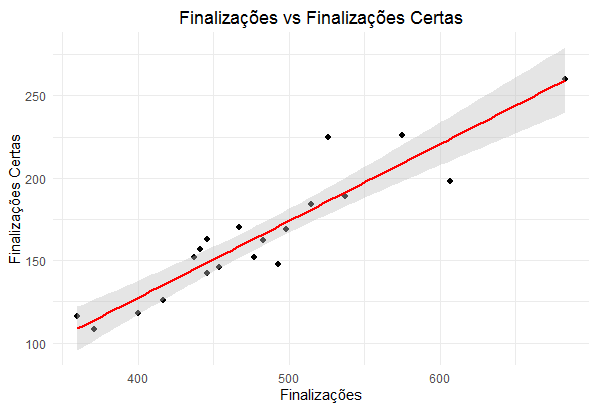 Finalizações vs Finalizações Certas
Finalizações Certas
250
200
150
100
400 500 600
Finalizações